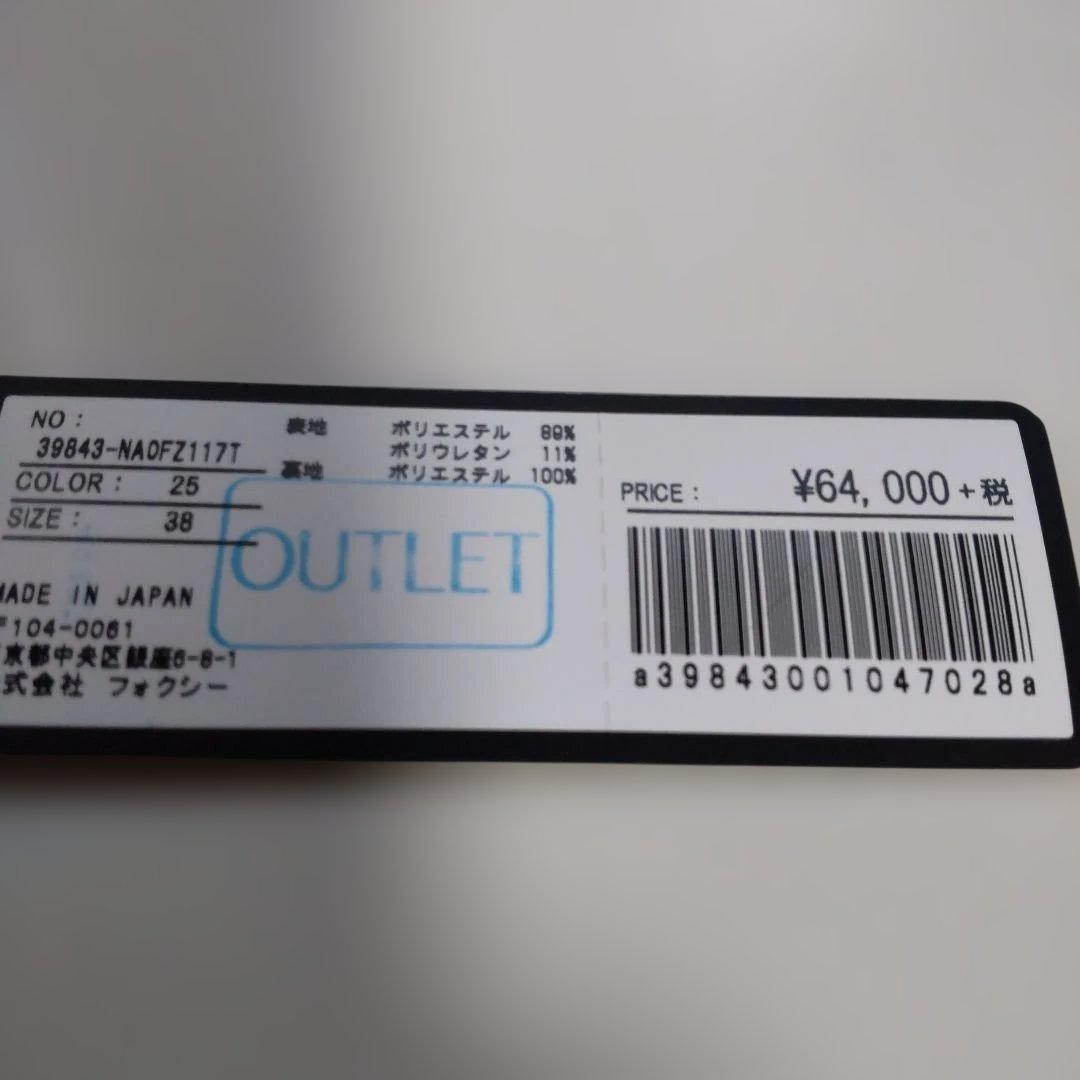 NO :
39843-NAOFZ117T
COLOR : 25
SIZE : 38
表地 ポリエステル 89%
ポリウレタン 11%
裏地 ポリエステル 100%
OUTLET
MADE IN JAPAN
〒104-0061
京都中央区銀座6-8-1
式会社 フォクシー
PRICE : ¥64,000+税
a39843001047028a